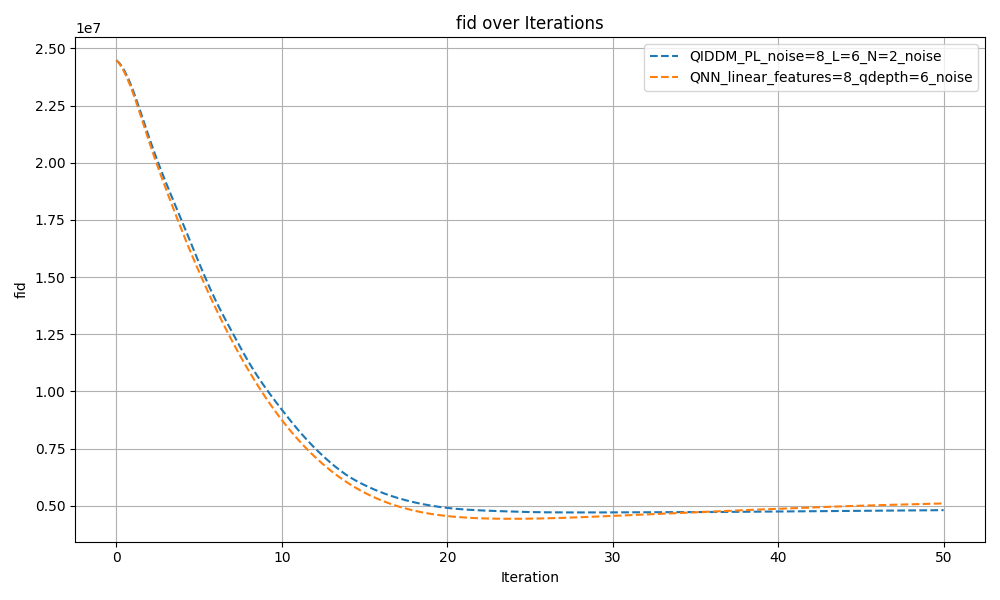 fid over Iterations
1e7
QIDDM_PL_noise=8_L=6_N=2_noise
QNN_linear_features=8_qdepth=6_noise
2.50
2.25
2.00
1.75
1.50
1.25
1.00
0.75
0.50
fid
0 10 20 30 40 50
Iteration